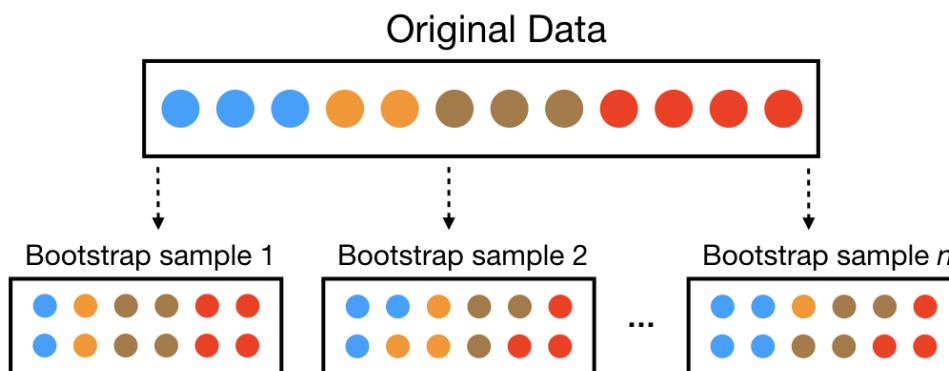 Original Data
Bootstrap sample 1
Bootstrap sample 2
...
Bootstrap sample n